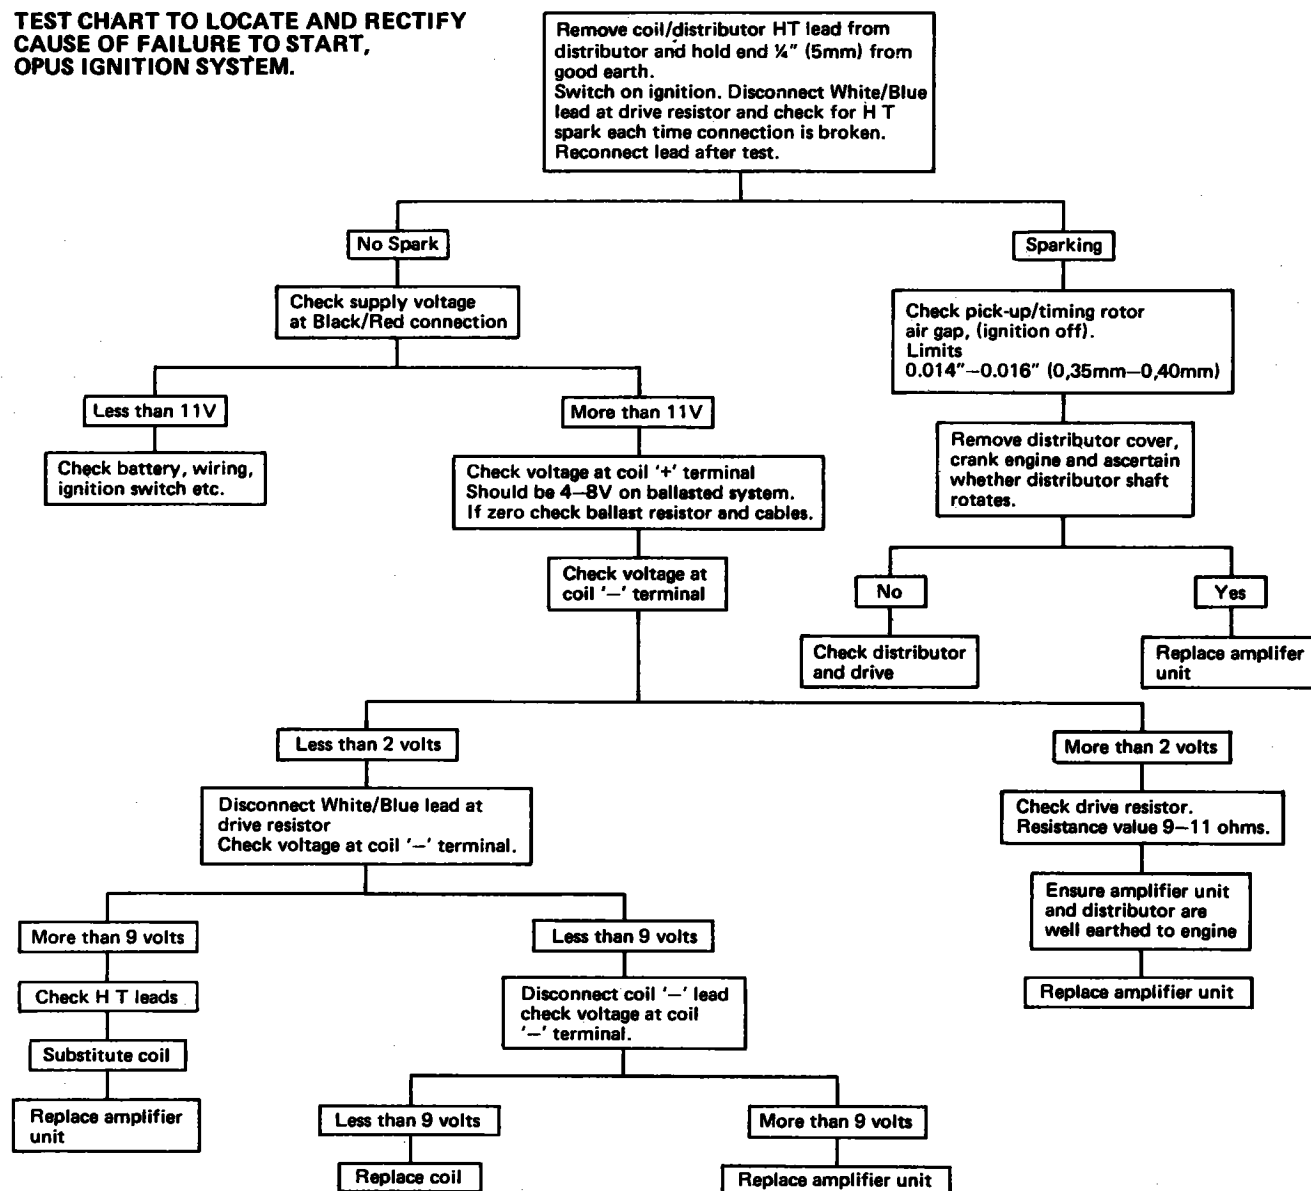 TEST CHART TO LOCATE AND RECTIFY
CAUSE OF FAILURE TO START,
OPUS IGNITION SYSTEM.
Remove coil/distributor HT lead from
distributor and hold end ¼" (5mm) from
good earth.
Switch on ignition. Disconnect White/Blue
lead at drive resistor and check for H T
spark each time connection is broken.
Reconnect lead after test.
No Spark
Sparking
Check supply voltage
at Black/Red connection
Check pick-up/timing rotor
air gap, (ignition off).
Limits
0.014"–0.016" (0,35mm–0,40mm)
Less than 11V
More than 11V
Check battery, wiring,
ignition switch etc.
Check voltage at coil '+' terminal
Should be 4–8V on ballasted system.
If zero check ballast resistor and cables.
Remove distributor cover,
crank engine and ascertain
whether distributor shaft
rotates.
Check voltage at
coil '–' terminal
No
Yes
Check distributor
and drive
Replace amplifer
unit
Less than 2 volts
More than 2 volts
Disconnect White/Blue lead at
drive resistor
Check voltage at coil '–' terminal.
Check drive resistor.
Resistance value 9–11 ohms.
Ensure amplifier unit
and distributor are
well earthed to engine
More than 9 volts
Less than 9 volts
Check H T leads
Disconnect coil '–' lead
check voltage at coil
'–' terminal.
Replace amplifier unit
Substitute coil
Replace amplifier
unit
Less than 9 volts
More than 9 volts
Replace coil
Replace amplifier unit